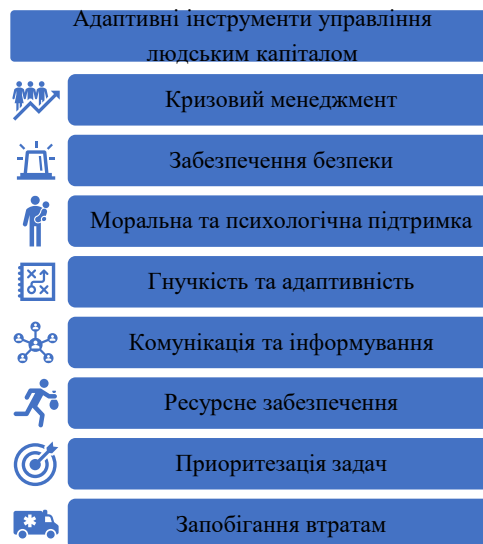 Адаптивні інструменти управління
людським капіталом
Кризовий менеджмент
Забезпечення безпеки
Моральна та психологічна підтримка
Гнучкість та адаптивність
Комунікація та інформування
Ресурсне забезпечення
Приоритезація задач
Запобігання втратам